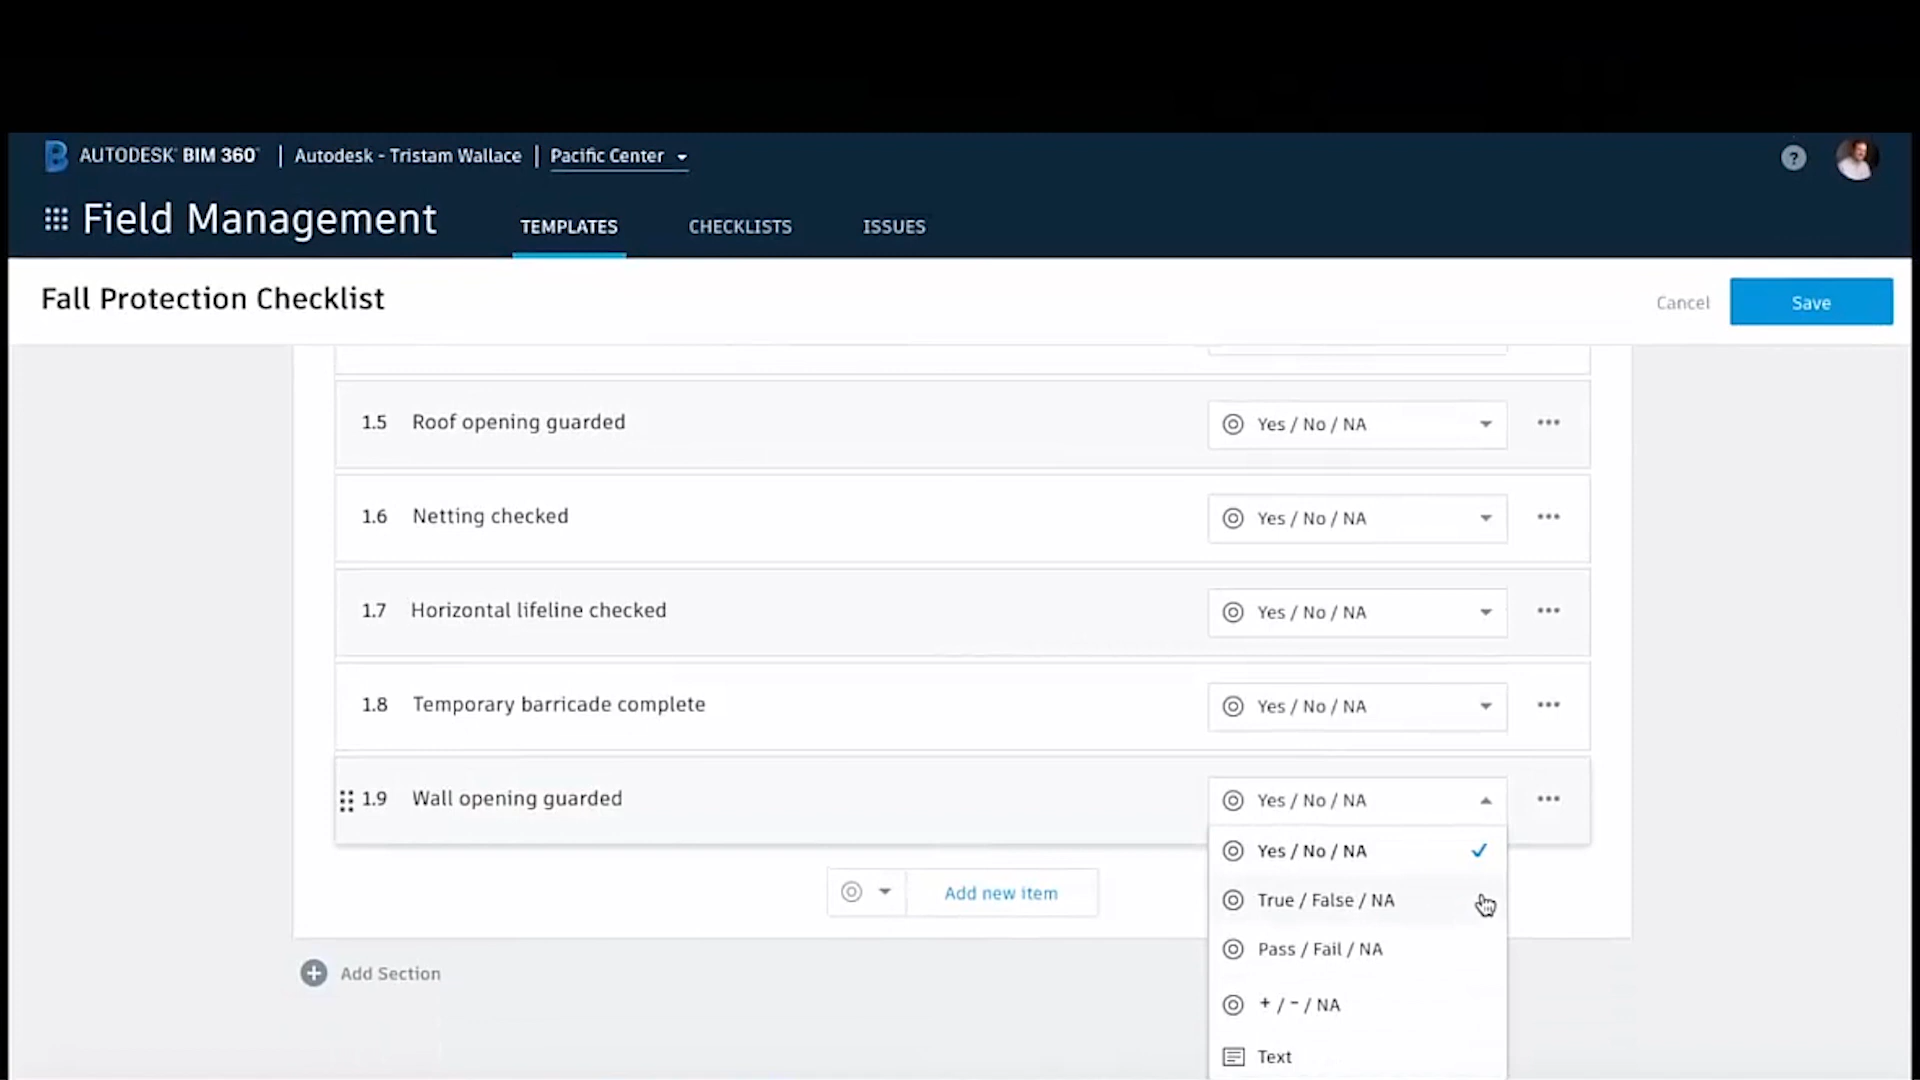 AUTODESK® BIM 360™ | Autodesk - Tristam Wallace | Pacific Center
?
Field Management
TEMPLATES
CHECKLISTS
ISSUES
Fall Protection Checklist
Cancel
Save
1.5 Roof opening guarded
Yes / No / NA
1.6 Netting checked
Yes / No / NA
1.7 Horizontal lifeline checked
Yes / No / NA
1.8 Temporary barricade complete
Yes / No / NA
1.9 Wall opening guarded
Yes / No / NA
Yes / No / NA
True / False / NA
Pass / Fail / NA
+ / - / NA
Text
Add new item
Add Section